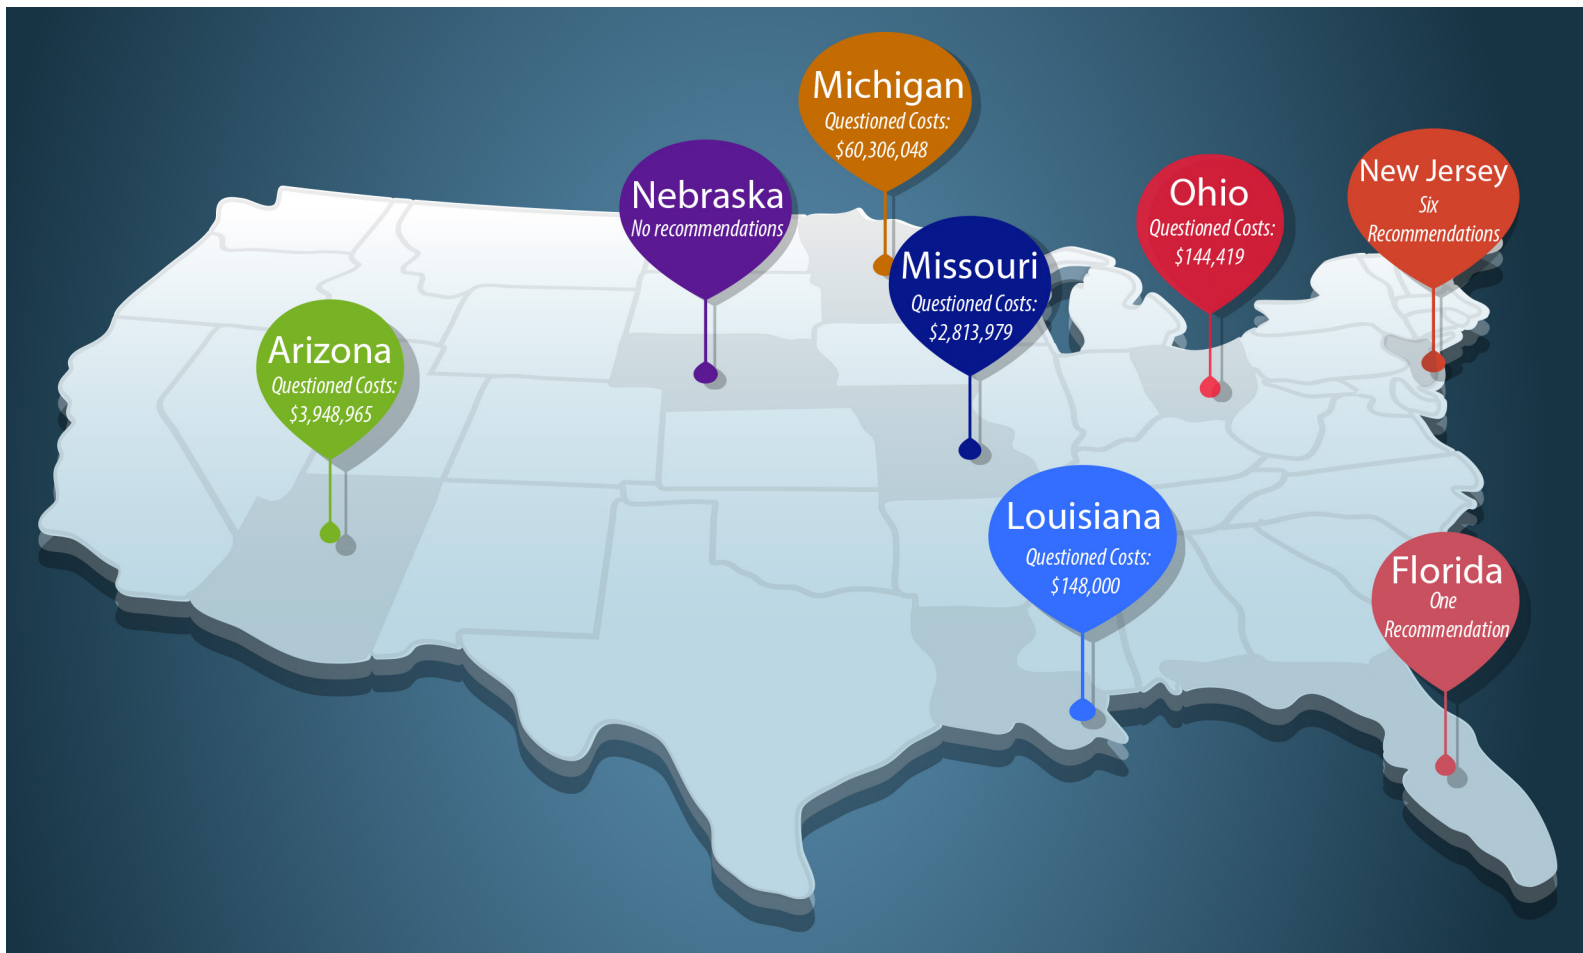 Michigan
Questioned Costs:
$60,306,048
Nebraska
No recommendations
Ohio
Questioned Costs:
$144,419
New Jersey
Six
Recommendations
Missouri
Questioned Costs:
$2,813,979
Arizona
Questioned Costs:
$3,948,965
Louisiana
Questioned Costs:
$148,000
Florida
One
Recommendation